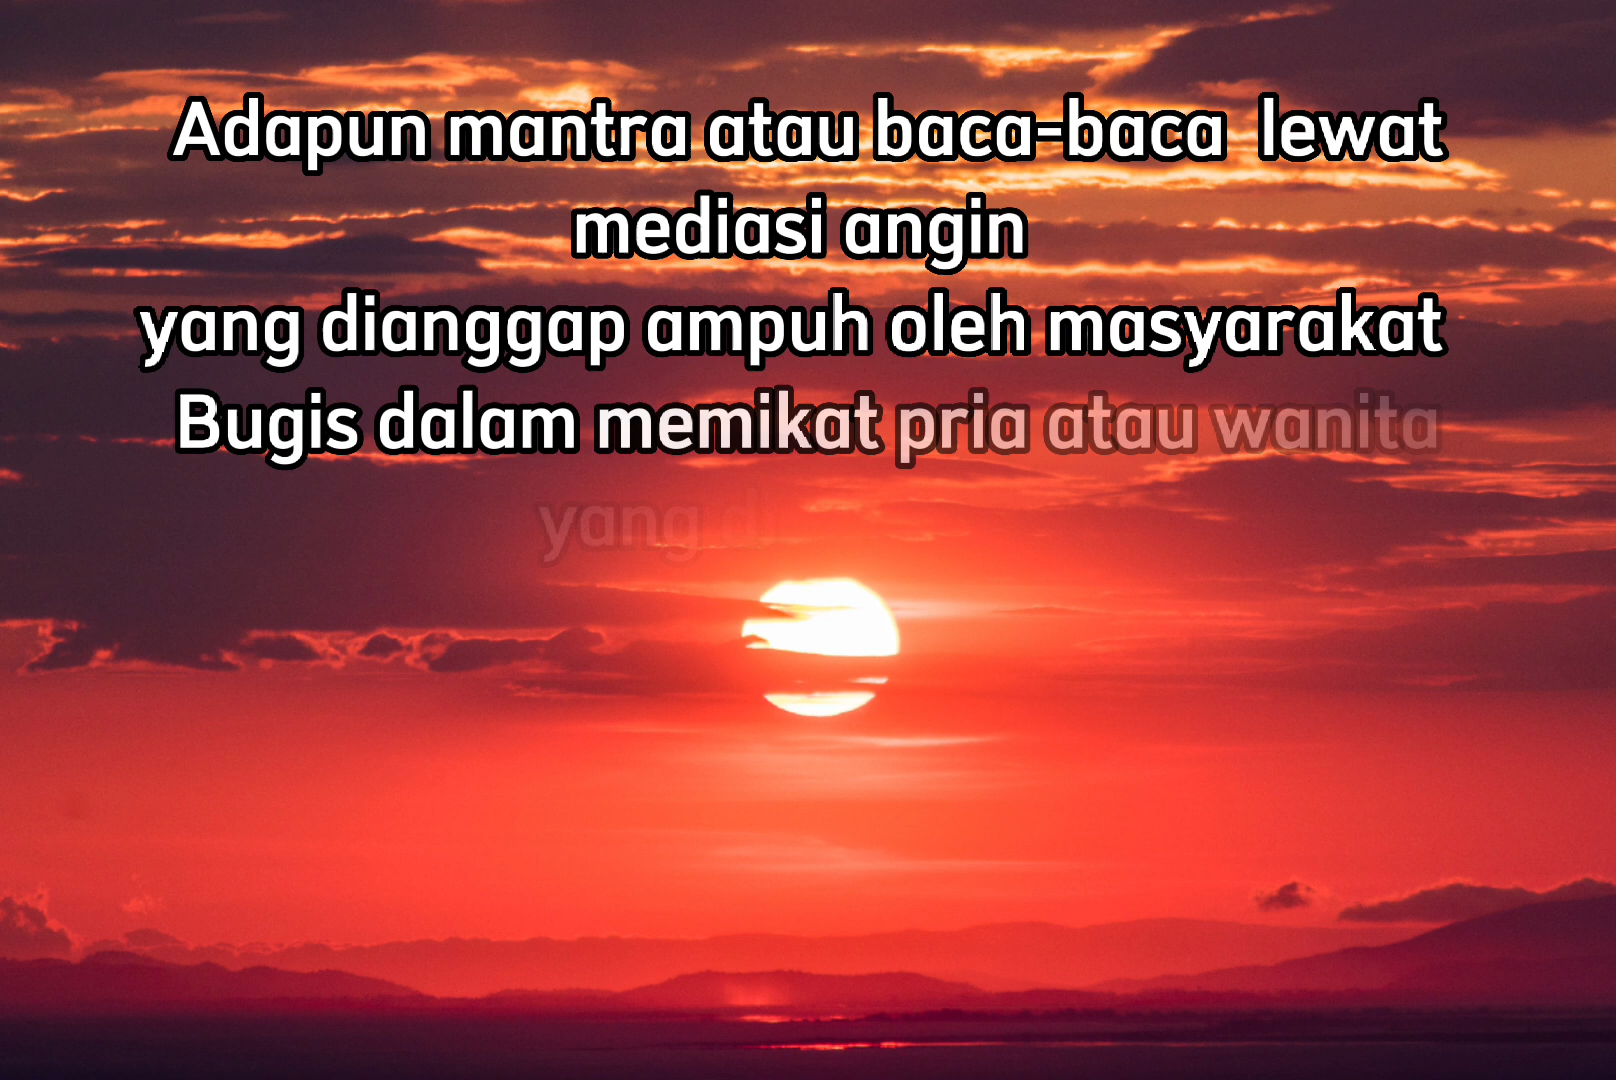 Adapun mantra atau baca-baca lewat
mediasi angin
yang dianggap ampuh oleh masyarakat
Bugis dalam memikat pria atau wanita
yang di